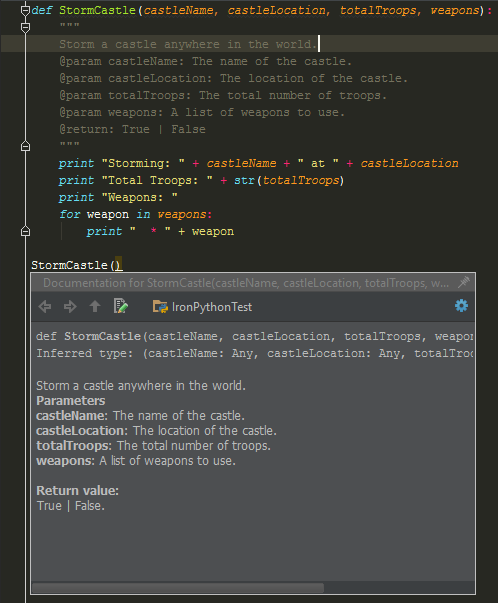 def StormCastle(castleName, castleLocation, totalTroops, weapons):
"""
Storm a castle anywhere in the world.
@param castleName: The name of the castle.
@param castleLocation: The location of the castle.
@param totalTroops: The total number of troops.
@param weapons: A list of weapons to use.
@return: True | False
"""
print "Storming: " + castleName + " at " + castleLocation
print "Total Troops: " + str(totalTroops)
print "Weapons: "
for weapon in weapons:
print "  * " + weapon
StormCastle()
Documentation for StormCastle(castleName, castleLocation, totalTroops, w...
IronPythonTest
def StormCastle(castleName, castleLocation, totalTroops, weapon
Inferred type: (castleName: Any, castleLocation: Any, totalTroo
Storm a castle anywhere in the world.
Parameters
castleName: The name of the castle.
castleLocation: The location of the castle.
totalTroops: The total number of troops.
weapons: A list of weapons to use.
Return value:
True | False.